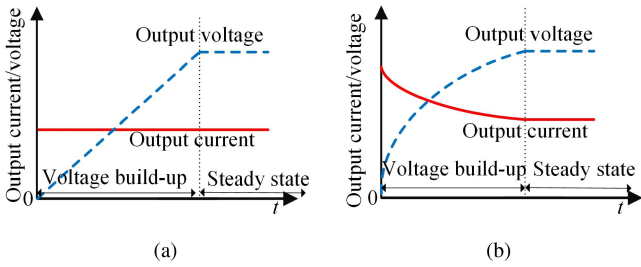 Output current/voltage
Output voltage
Output current
Voltage build-up
Steady state
0
t
(a)
Output current/voltage
Output voltage
Output current
Voltage build-up
Steady state
0
t
(b)